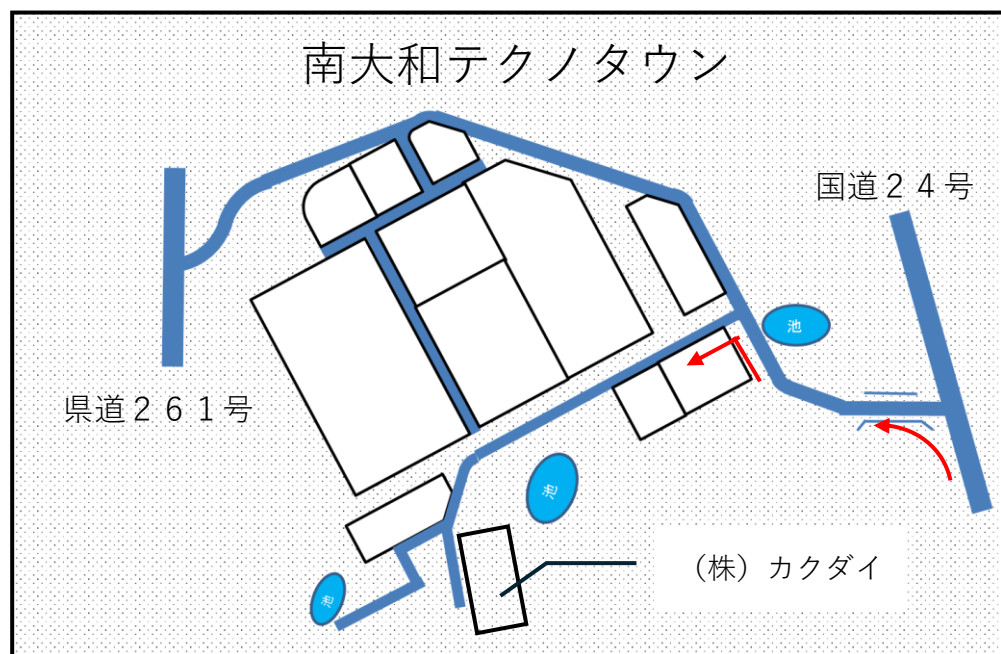 南大和テクノタウン
国道２４号
池
県道２６１号
池
（株）カクダイ
池